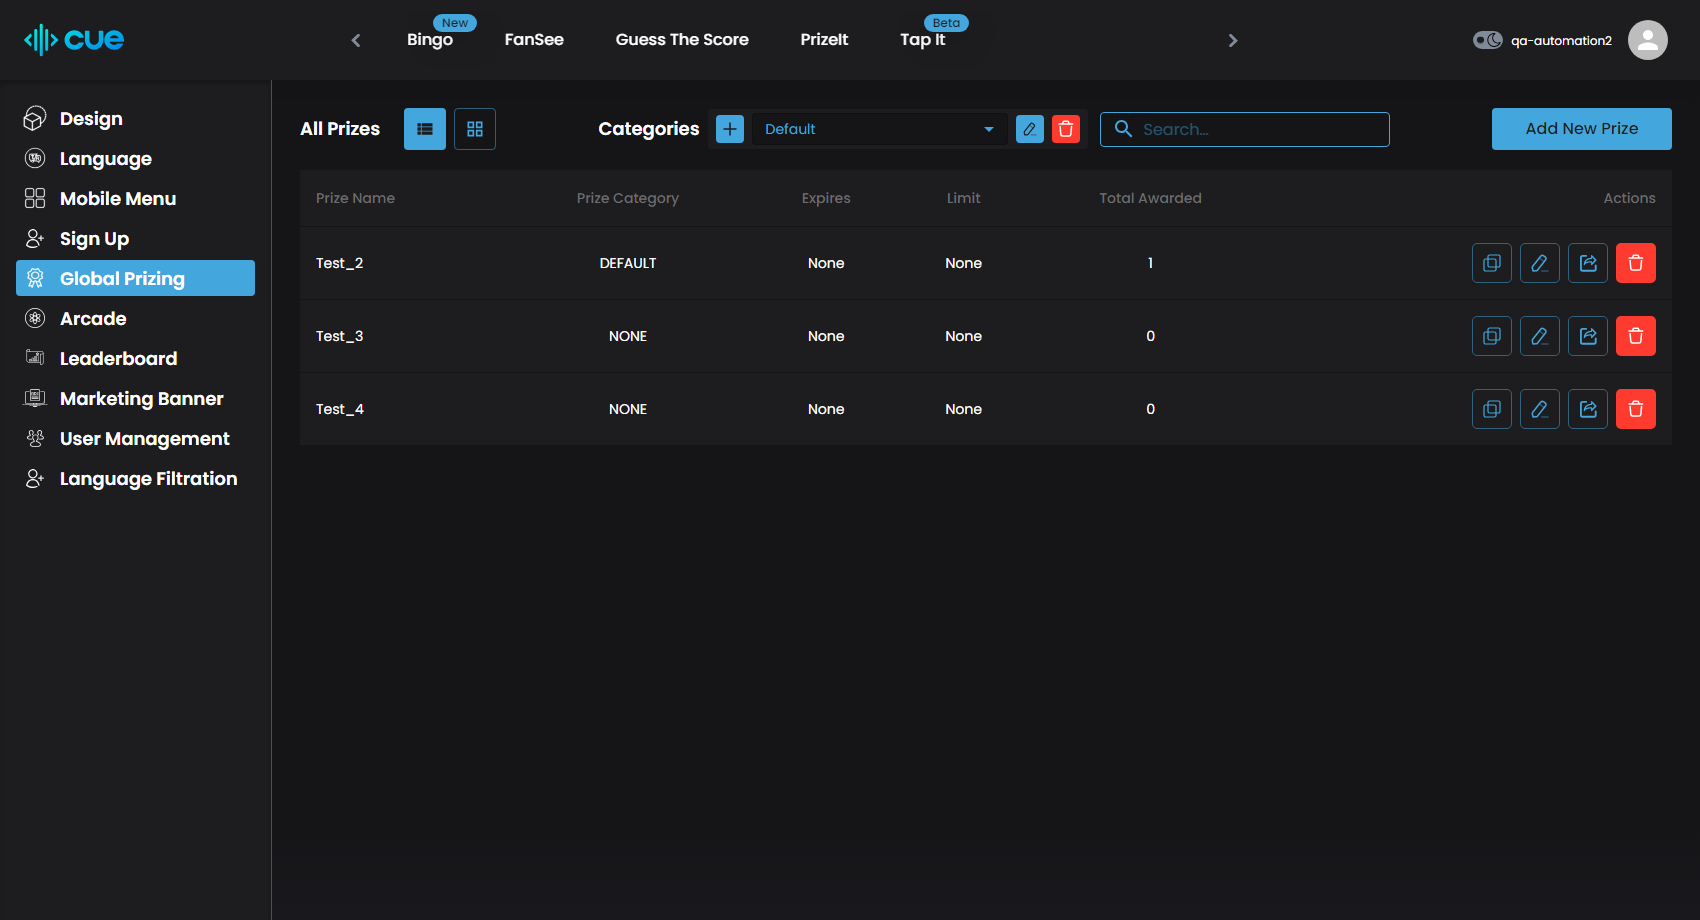 cue
Bingo
New
FanSee
Guess The Score
PrizeIt
Tap It
Beta
qa-automation2
Design
Language
Mobile Menu
Sign Up
Global Prizing
Arcade
Leaderboard
Marketing Banner
User Management
Language Filtration
All Prizes
Categories
Default
Search...
Add New Prize
Prize Name Prize Category Expires Limit Total Awarded Actions
Test_2 DEFAULT None None 1
Test_3 NONE None None 0
Test_4 NONE None None 0